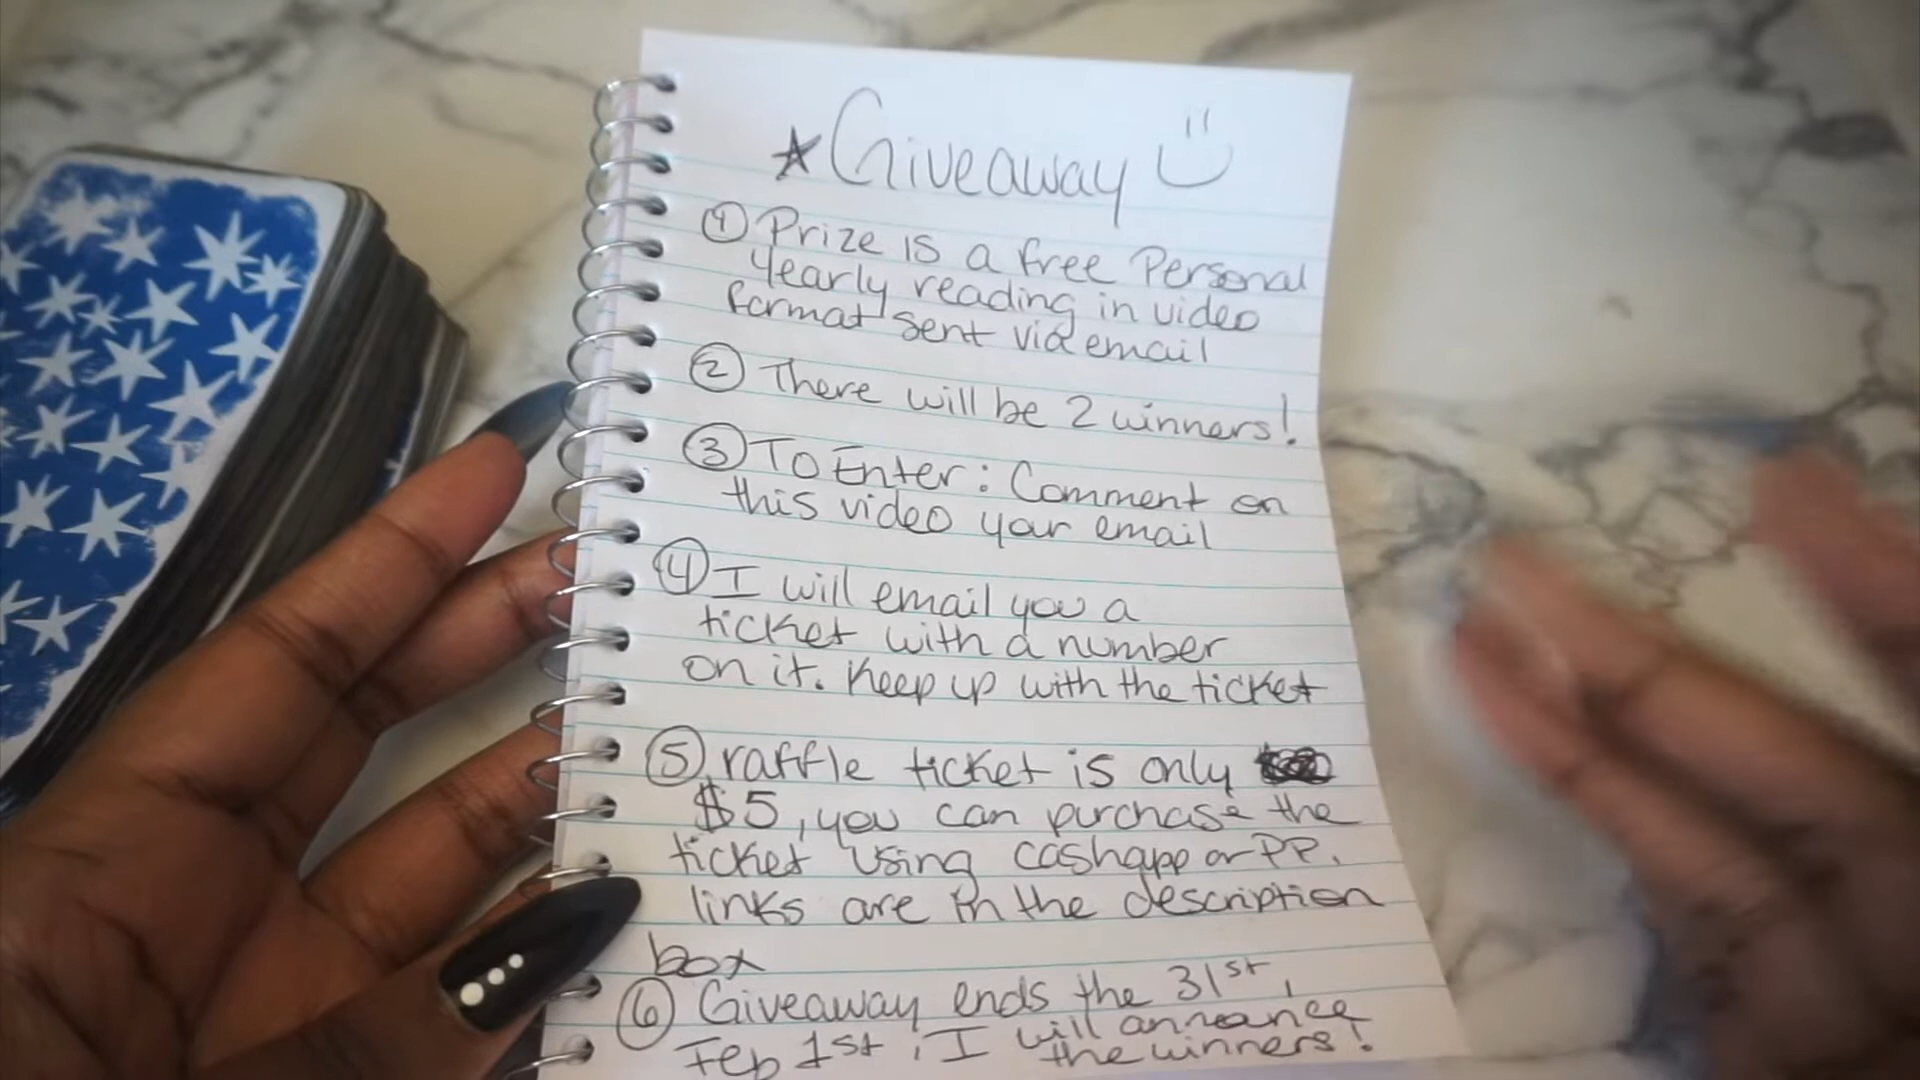 ★Giveaway
① Prize is a free Personal
Yearly reading in video
format sent via email
② There will be 2 winners!
③ To Enter: Comment on
this video your email
④ I will email you a
ticket with a number
on it. Keep up with the ticket
⑤ raffle ticket is only
$5, you can purchase the
ticket using cashapp or PP.
links are in the description
box
⑥ Giveaway ends the 31st,
Feb 1st, I will announce
the winners!